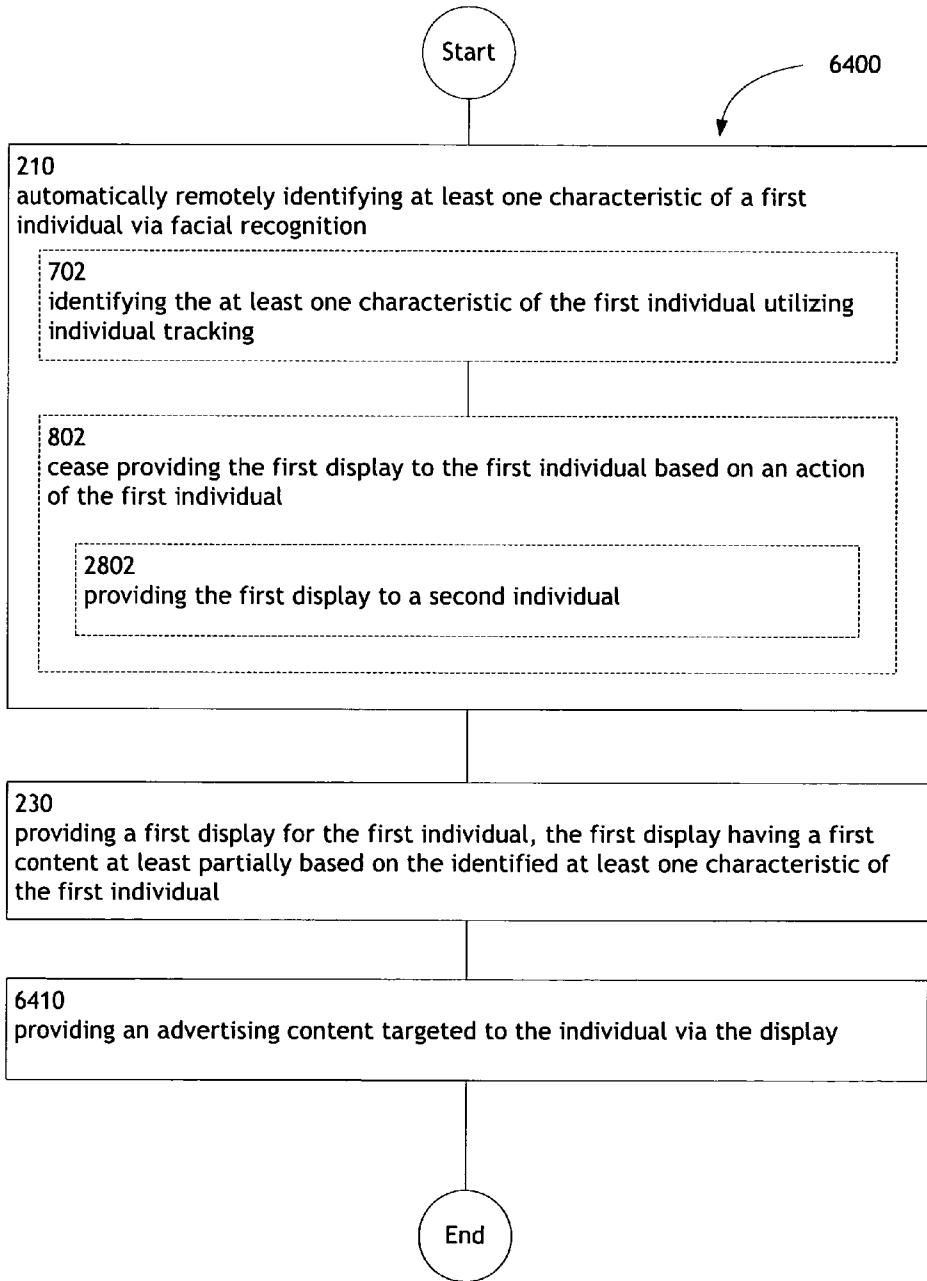 Start
6400
210
automatically remotely identifying at least one characteristic of a first
individual via facial recognition
702
identifying the at least one characteristic of the first individual utilizing
individual tracking
802
cease providing the first display to the first individual based on an action
of the first individual
2802
providing the first display to a second individual
230
providing a first display for the first individual, the first display having a first
content at least partially based on the identified at least one characteristic of
the first individual
6410
providing an advertising content targeted to the individual via the display
End